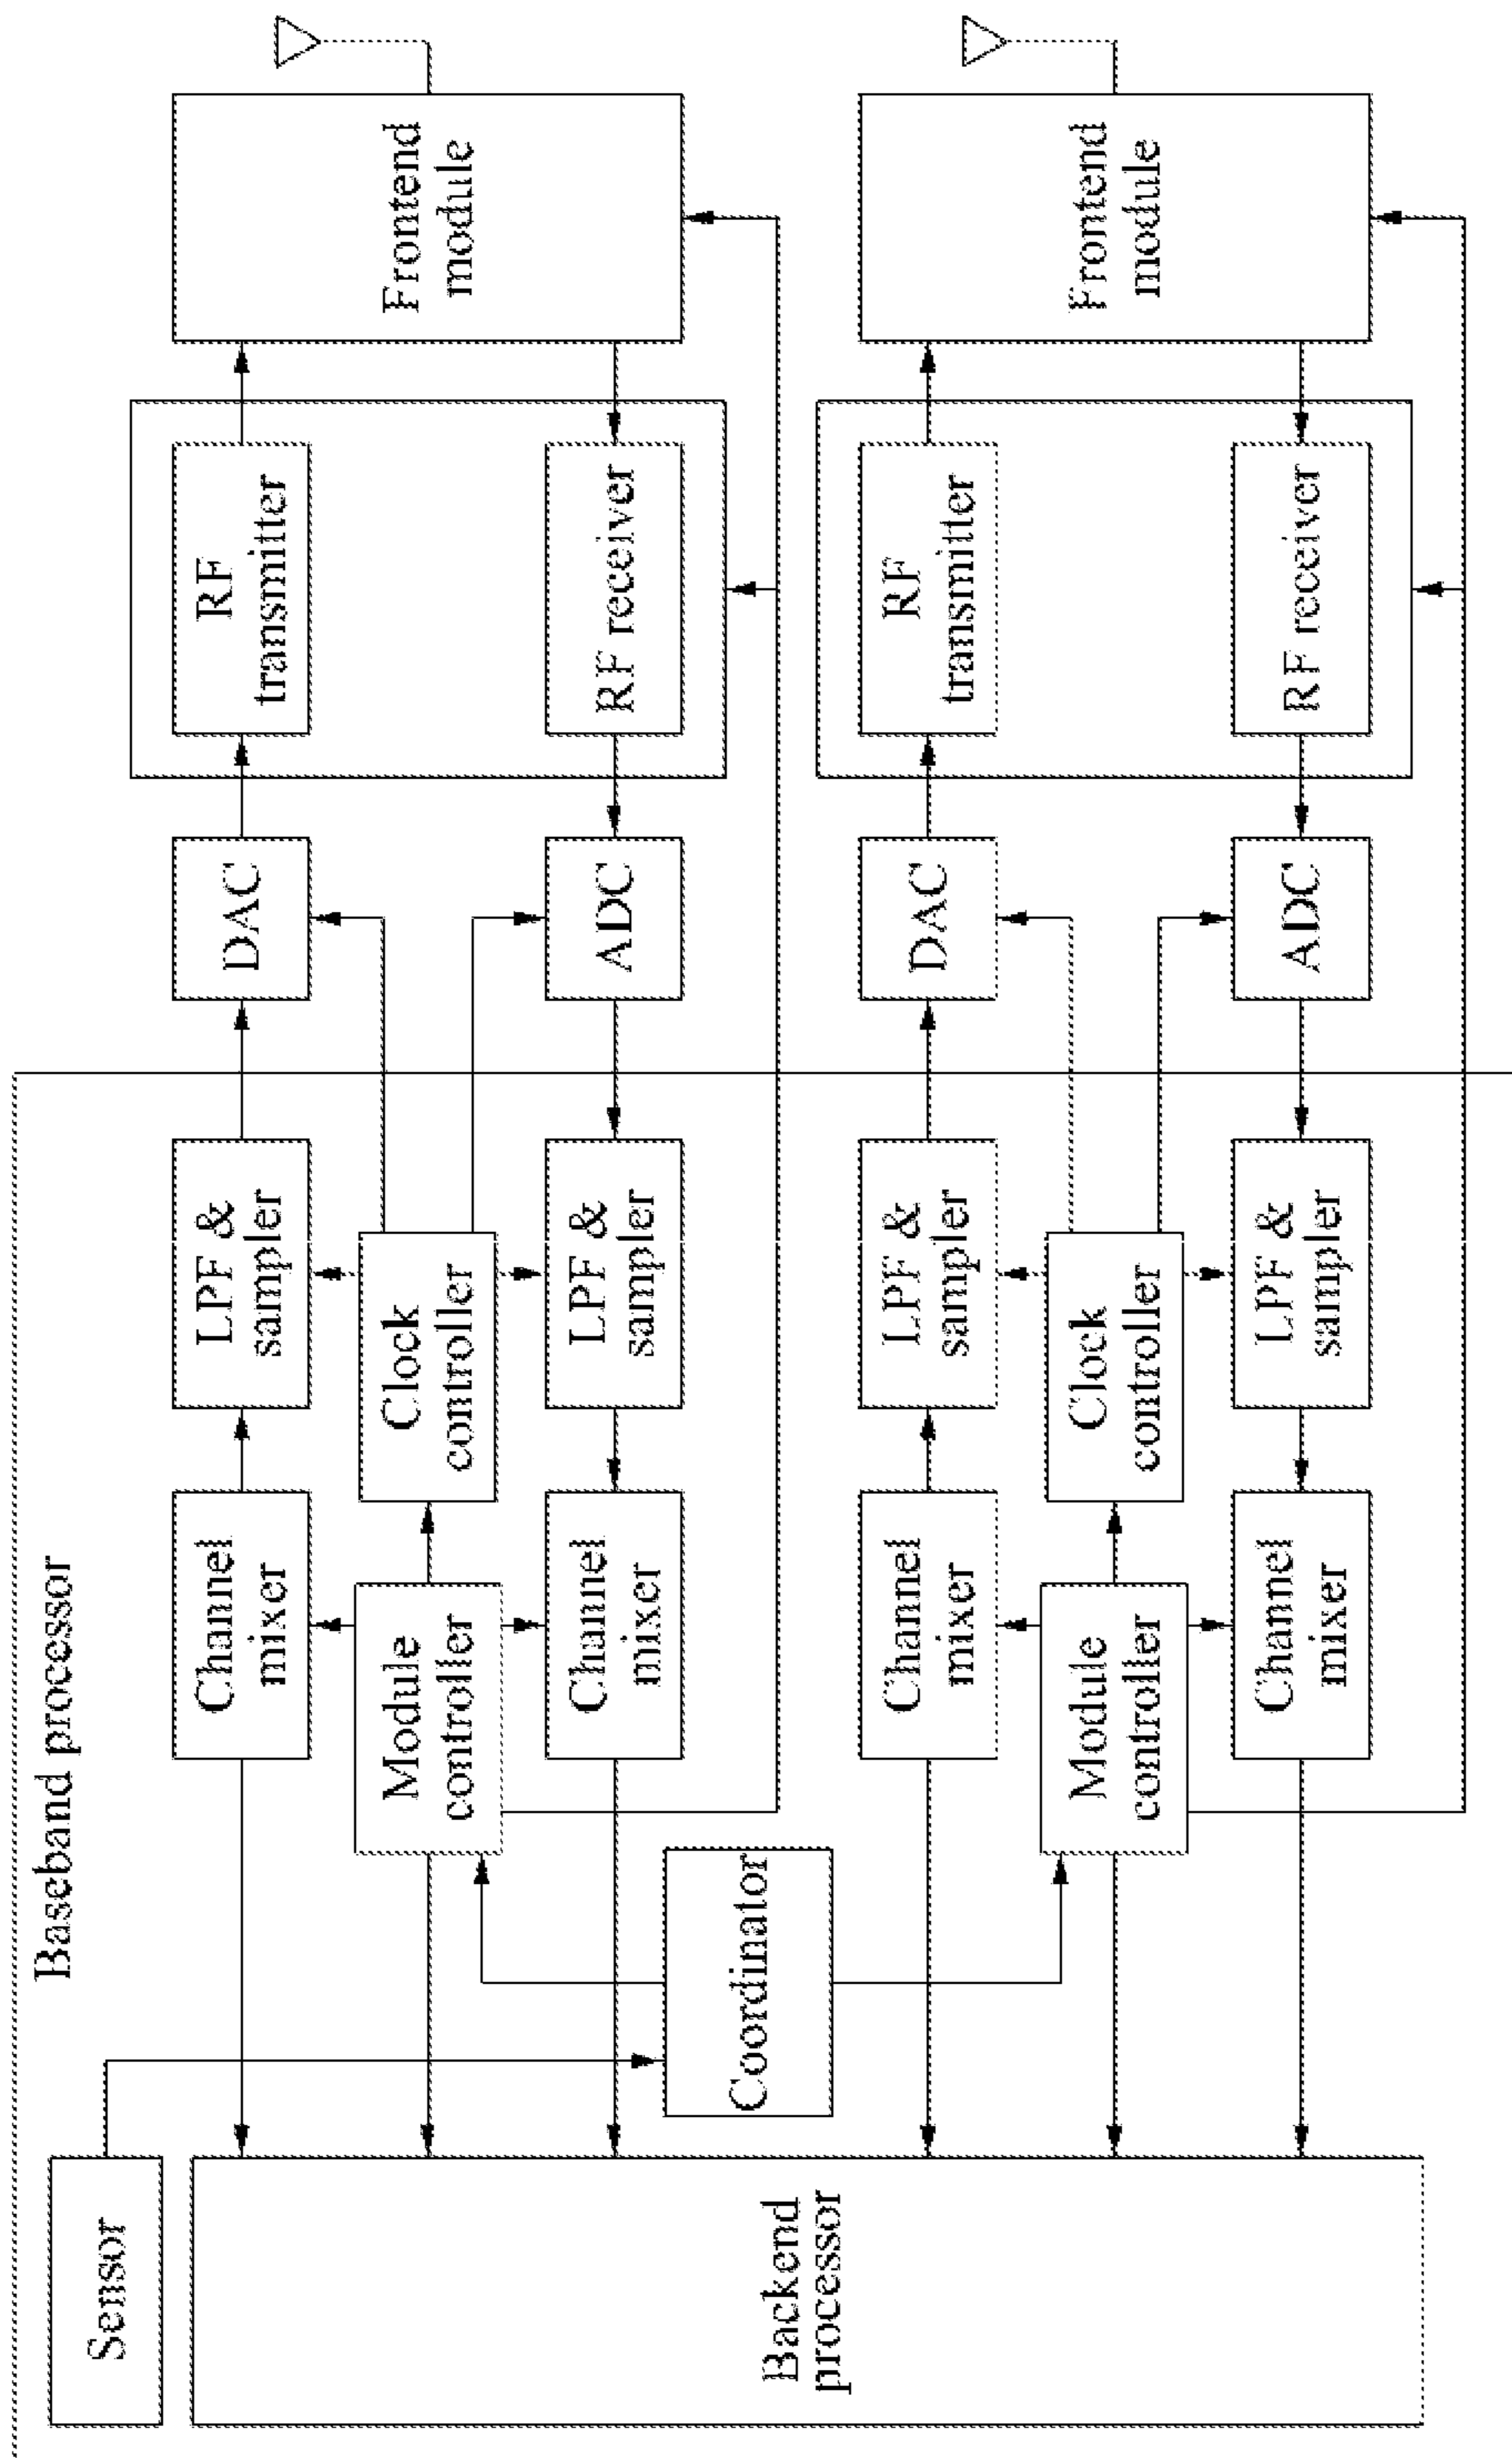 Baseband processor
Sensor
Backend
processor
Coordinator
Channel
mixer
LPF &
sampler
DAC
RF
transmitter
Frontend
module
Module
controller
Clock
controller
Channel
mixer
LPF &
sampler
ADC
RF receiver
Channel
mixer
LPF &
sampler
DAC
RF
transmitter
Frontend
module
Module
controller
Clock
controller
Channel
mixer
LPF &
sampler
ADC
RF receiver